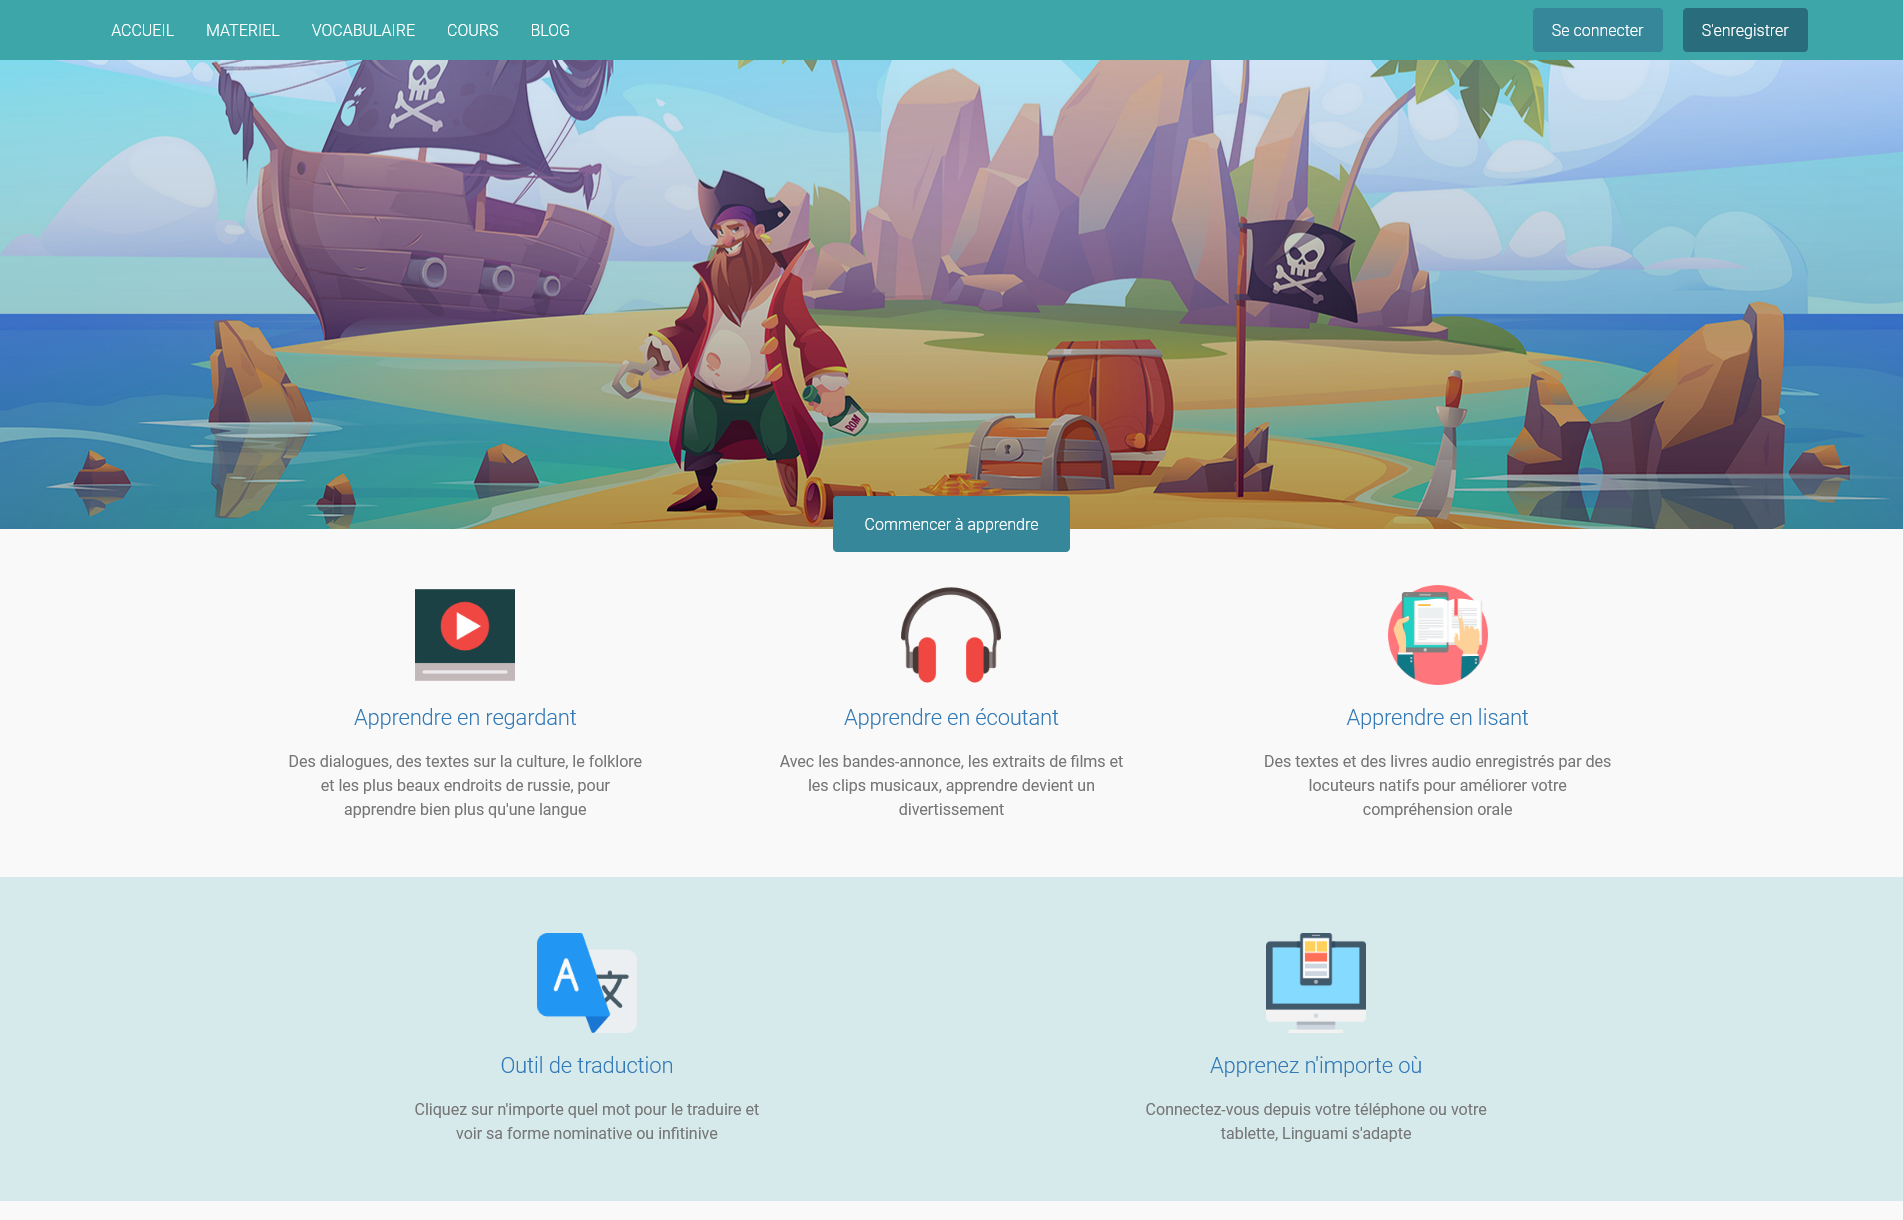 ACCUEIL MATERIEL VOCABULAIRE COURS BLOG Se connecter S'enregistrer
ROM
Commencer à apprendre
Apprendre en regardant
Des dialogues, des textes sur la culture, le folklore
et les plus beaux endroits de russie, pour
apprendre bien plus qu'une langue
Apprendre en écoutant
Avec les bandes-annonce, les extraits de films et
les clips musicaux, apprendre devient un
divertissement
Apprendre en lisant
Des textes et des livres audio enregistrés par des
locuteurs natifs pour améliorer votre
compréhension orale
A 文
Outil de traduction
Cliquez sur n'importe quel mot pour le traduire et
voir sa forme nominative ou infitinive
Apprenez n'importe où
Connectez-vous depuis votre téléphone ou votre
tablette, Linguami s'adapte